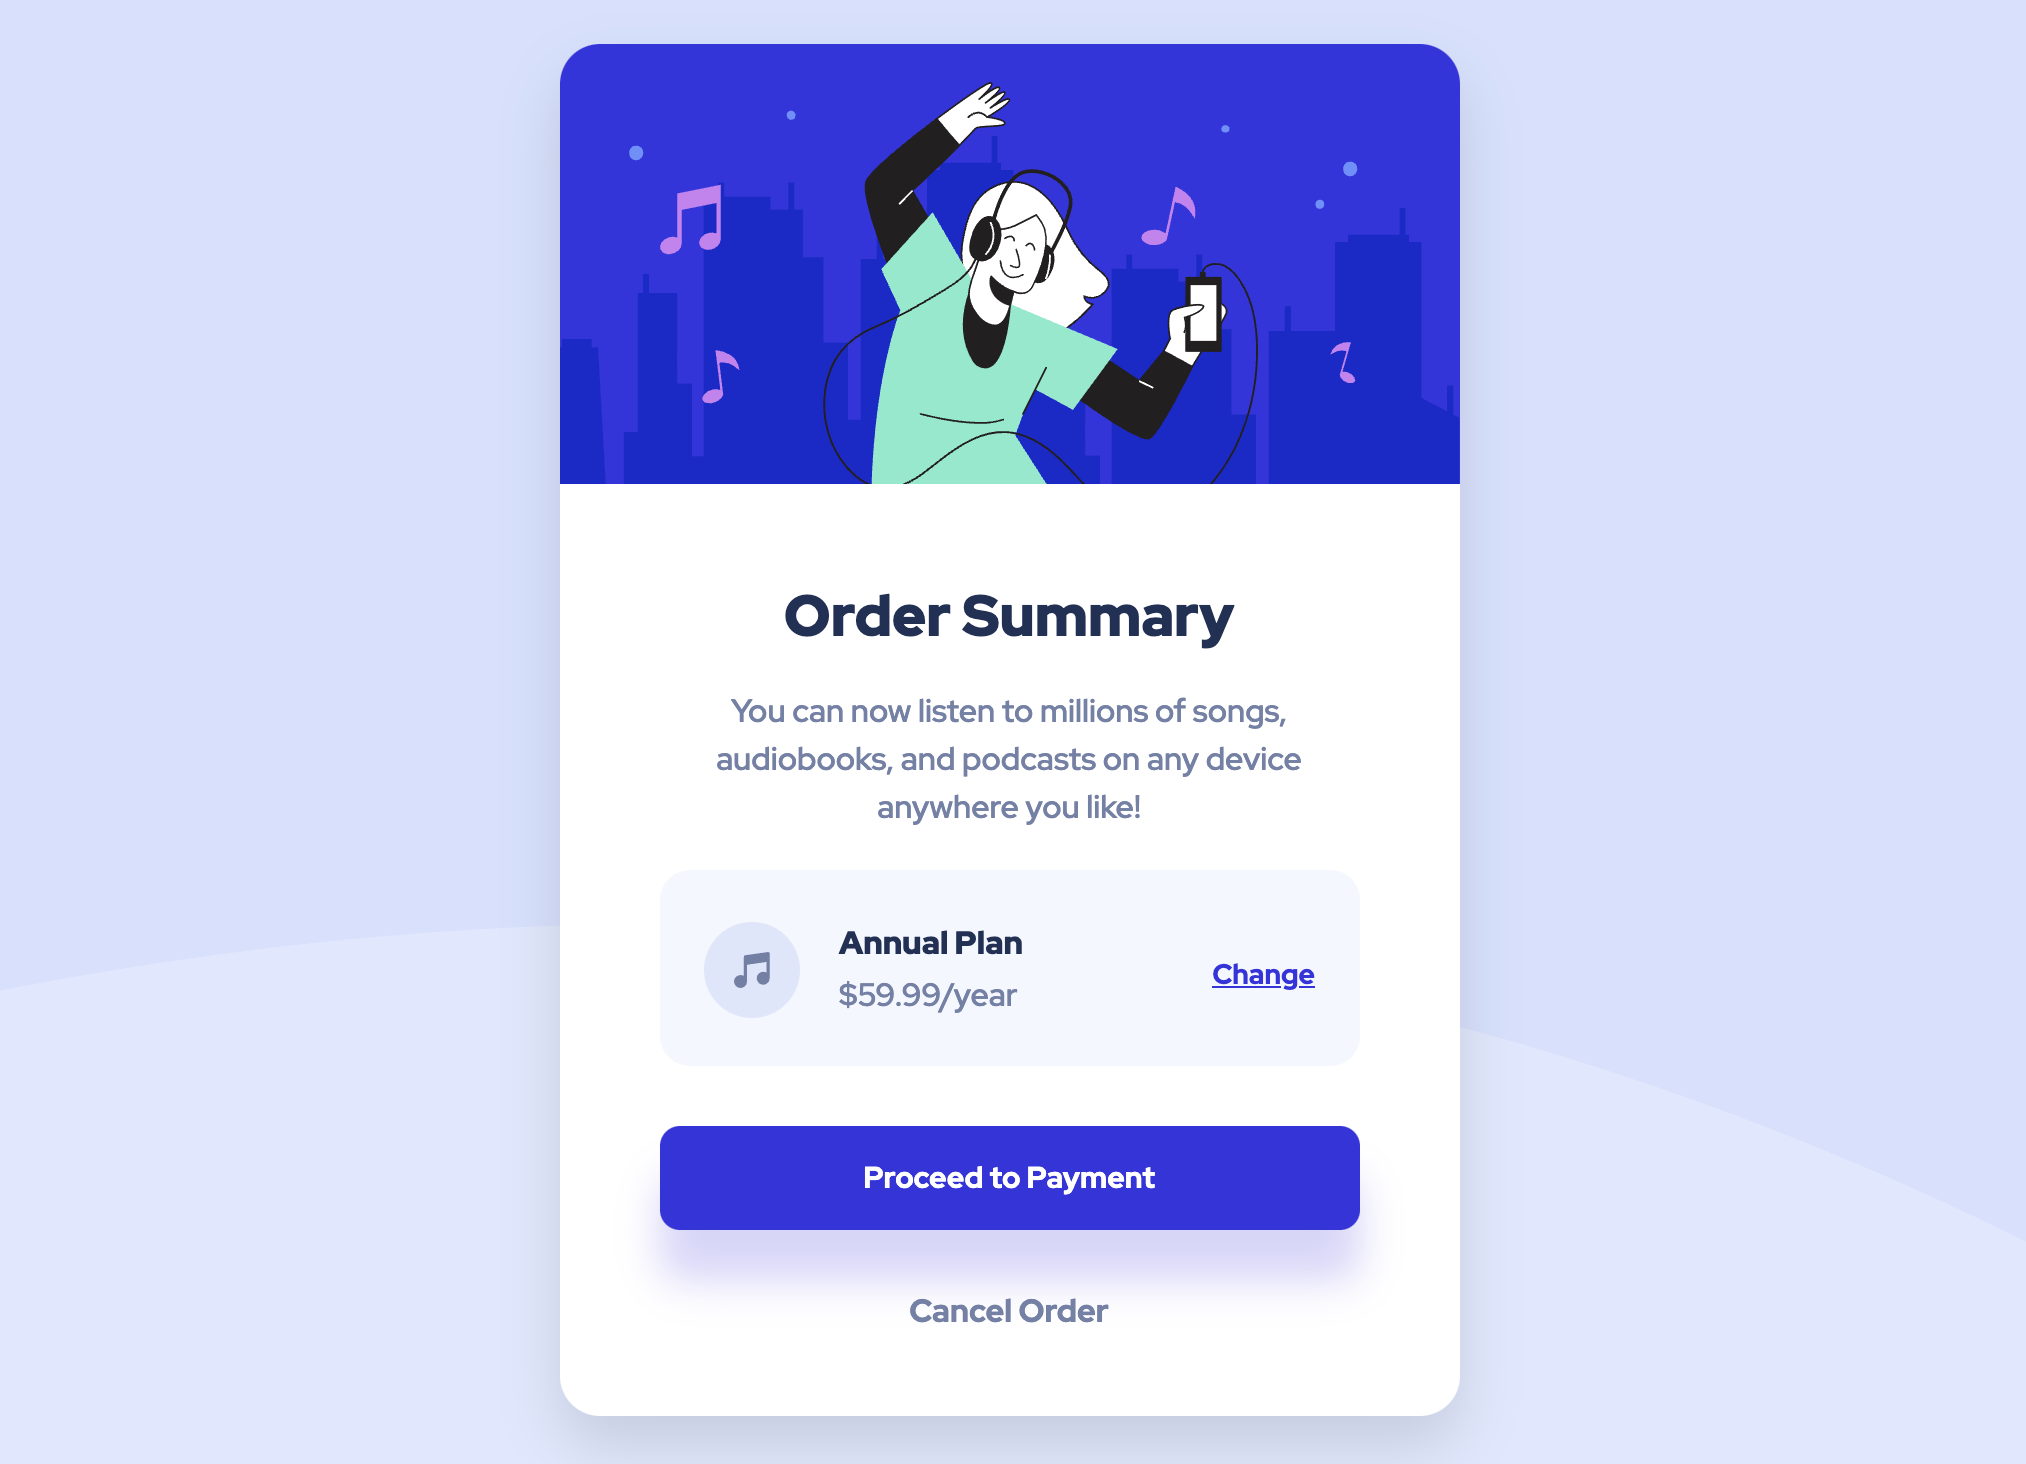 Order Summary
You can now listen to millions of songs,
audiobooks, and podcasts on any device
anywhere you like!
Annual Plan
$59.99/year
Change
Proceed to Payment
Cancel Order